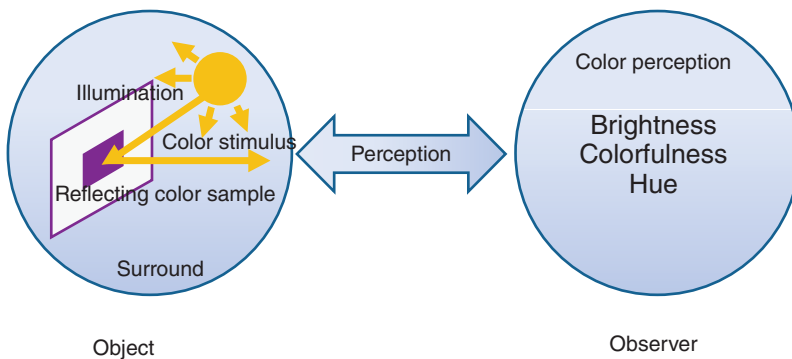 Illumination
Color stimulus
Reflecting color sample
Surround
Object
Perception
Color perception
Brightness
Colorfulness
Hue
Observer